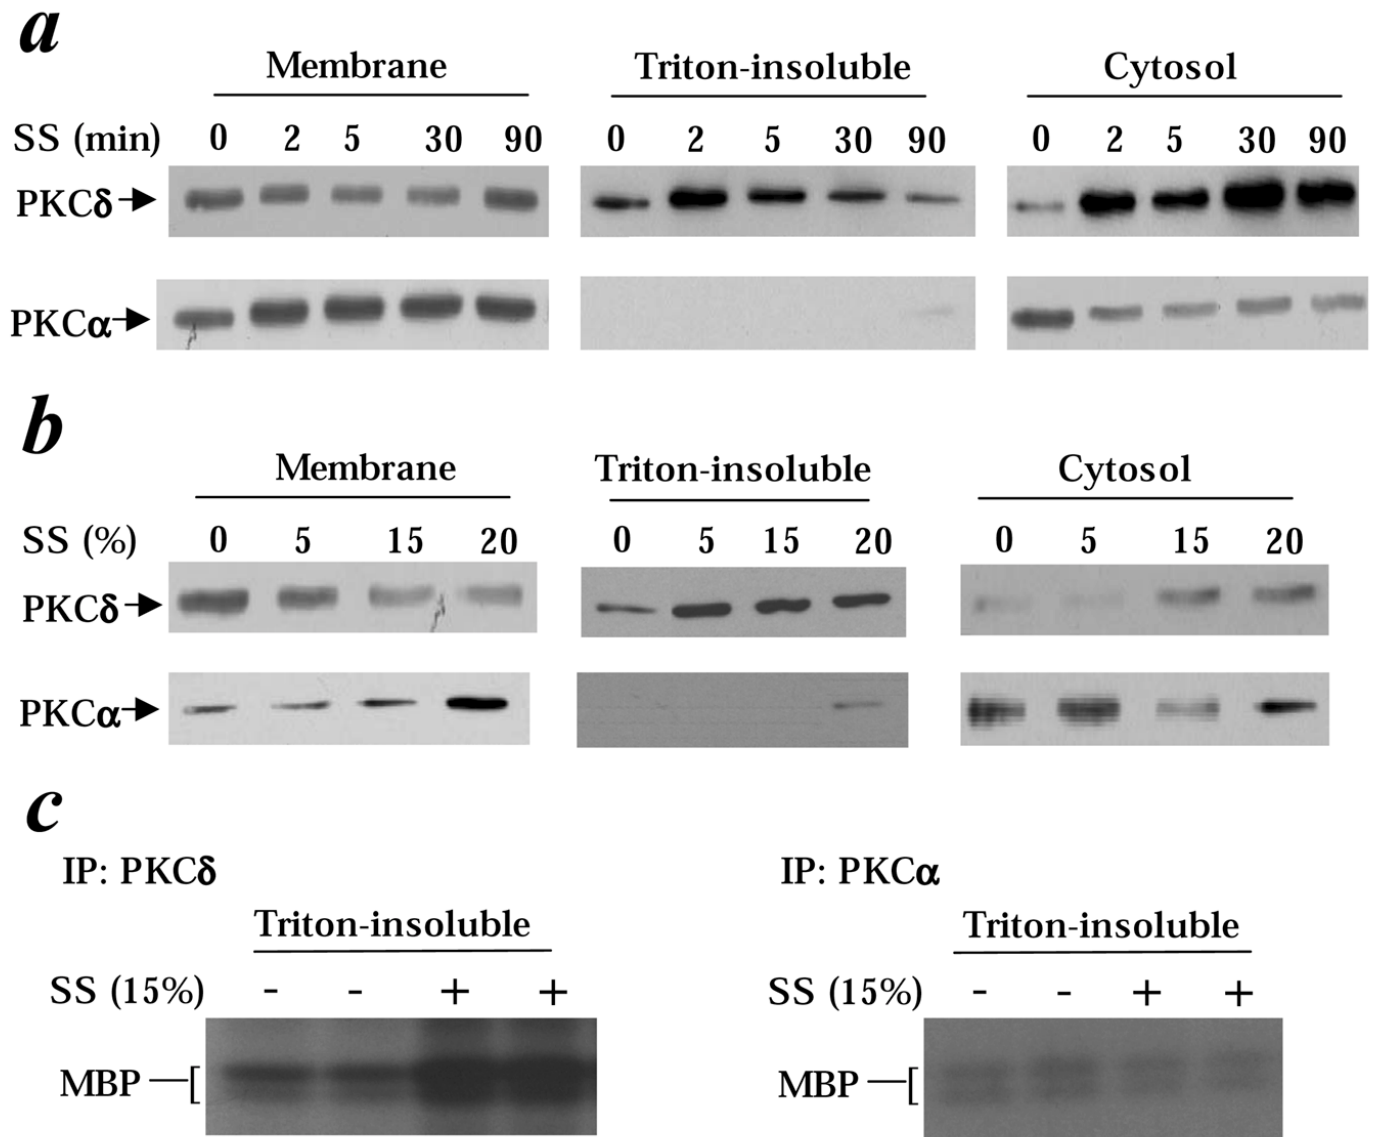 a
Membrane Triton-insoluble Cytosol
SS (min) 0 2 5 30 90 0 2 5 30 90 0 2 5 30 90
PKCδ
PKCα
b
Membrane Triton-insoluble Cytosol
SS (%) 0 5 15 20 0 5 15 20 0 5 15 20
PKCδ
PKCα
c
IP: PKCδ IP: PKCα
Triton-insoluble Triton-insoluble
SS (15%) - - + + SS (15%) - - + +
MBP MBP